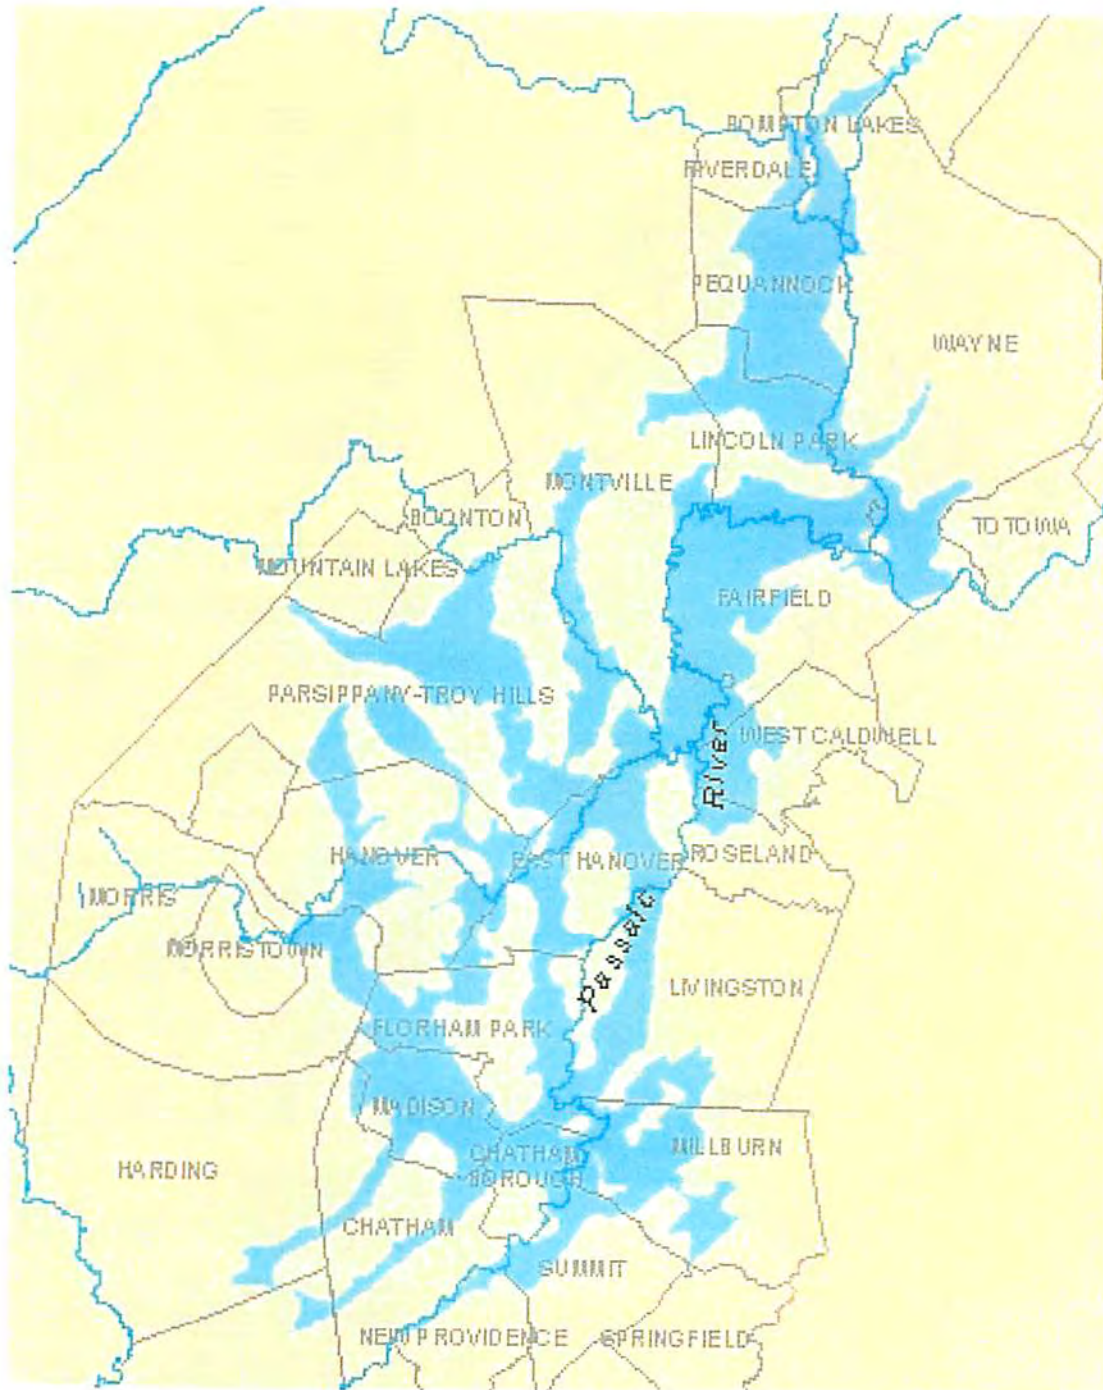 POMPTON LAKES
RIVERDALE
PEQUANNOCK
WAYNE
LINCOLN PARK
MONTVILLE
BOONTON
TOTOWA
MOUNTAIN LAKES
FAIRFIELD
PARSIPPANY-TROY HILLS
WEST CALDWELL
River
HANOVER
EAST HANOVER
ROSELAND
MORRIS
Passaic
MORRISTOWN
LIVINGSTON
FLORHAM PARK
MADISON
CHATHAM
BOROUGH
MILLBURN
HARDING
CHATHAM
SUMMIT
NEW PROVIDENCE
SPRINGFIELD